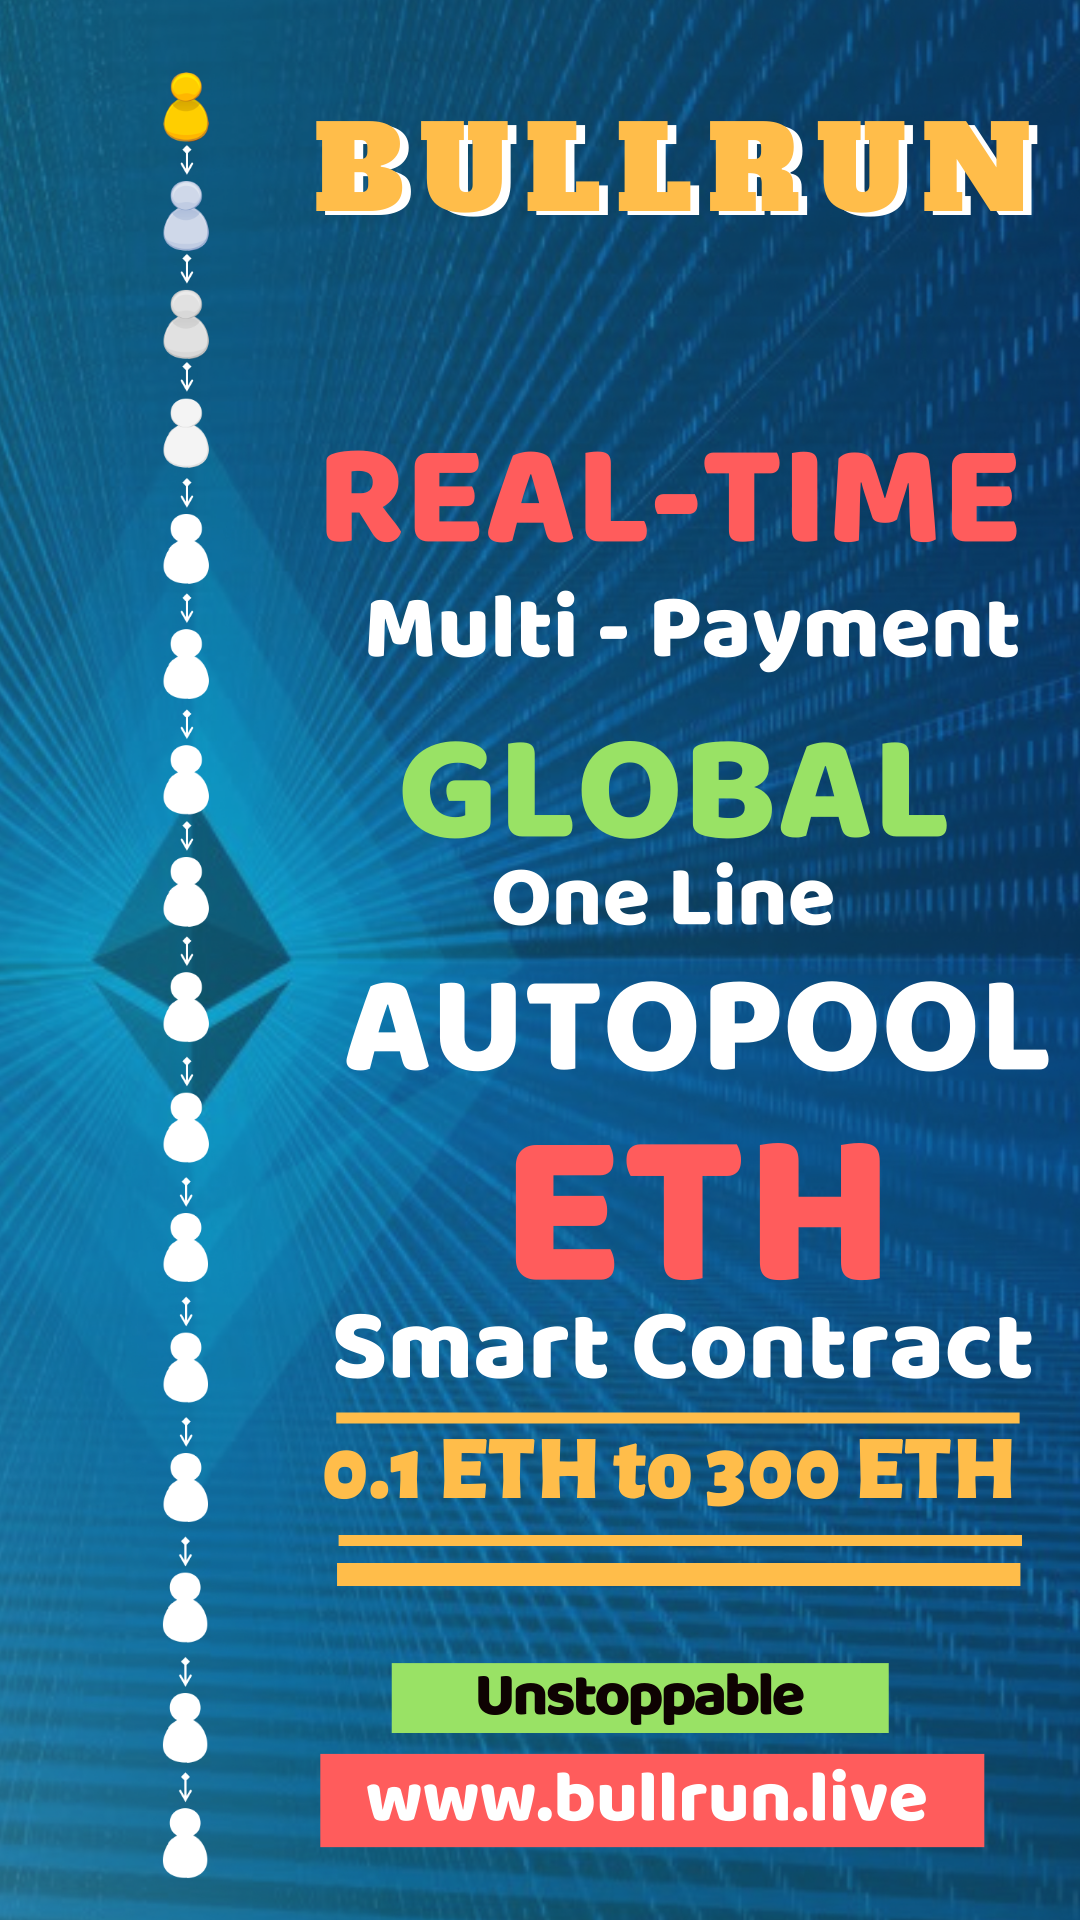 BULLRUN
REAL-TIME
Multi - Payment
GLOBAL
One Line
AUTOPOOL
ETH
Smart Contract
0.1 ETH to 300 ETH
Unstoppable
www.bullrun.live